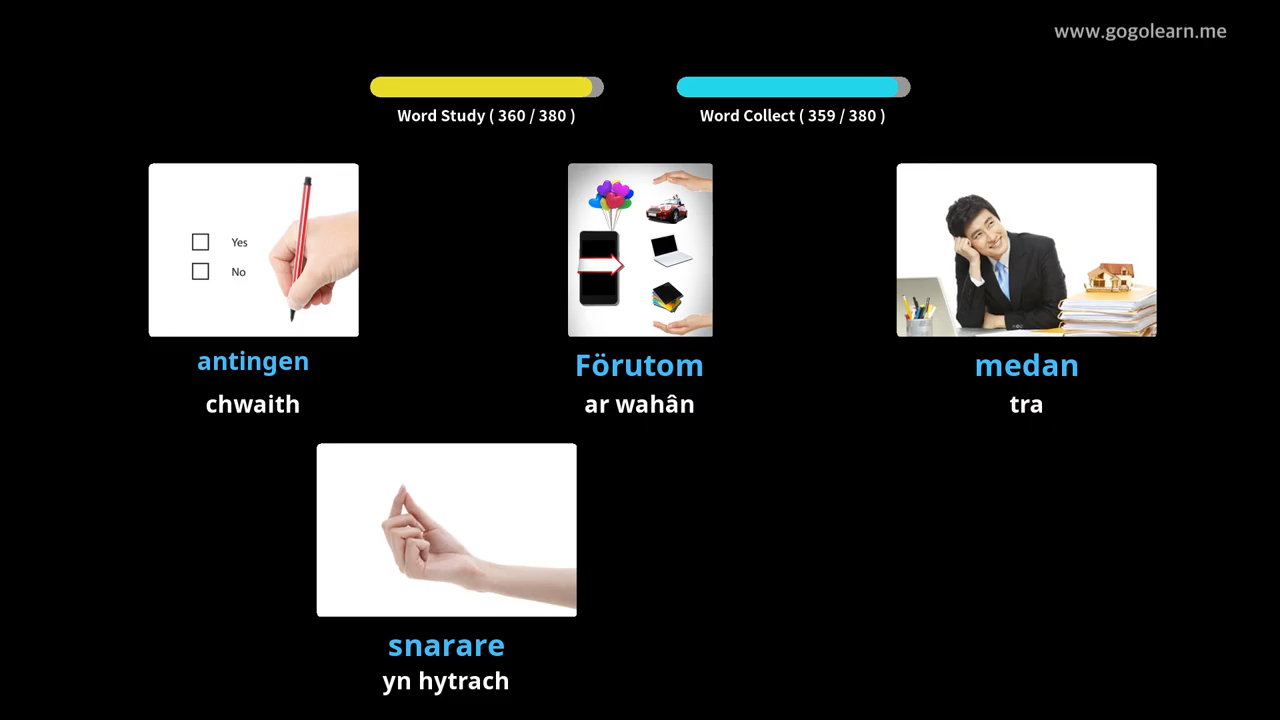 www.gogolearn.me
Word Study ( 360 / 380 )
Word Collect ( 359 / 380 )
Yes
No
antingen
chwaith
Förutom
ar wahân
medan
tra
snarare
yn hytrach